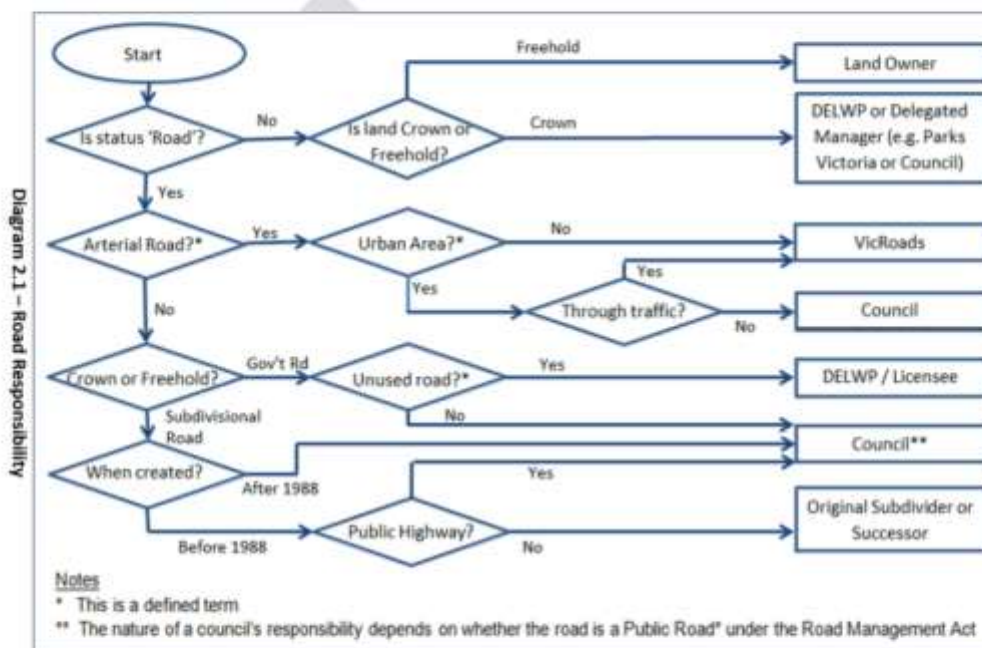 Diagram 2.1 – Road Responsibility
Start
Freehold
Land Owner
Is status 'Road'?
No
Is land Crown or
Freehold?
Crown
DELWP or Delegated
Manager (e.g. Parks
Victoria or Council)
Yes
Arterial Road?*
Yes
Urban Area?*
No
VicRoads
Yes
Yes
Through traffic?
No
Council
No
Crown or Freehold?
Gov't Rd
Unused road?*
Yes
DELWP / Licensee
No
Subdivisional
Road
When created?
After 1988
Yes
Council**
Before 1988
Public Highway?
No
Original Subdivider or
Successor
Notes
* This is a defined term
** The nature of a council's responsibility depends on whether the road is a Public Road* under the Road Management Act